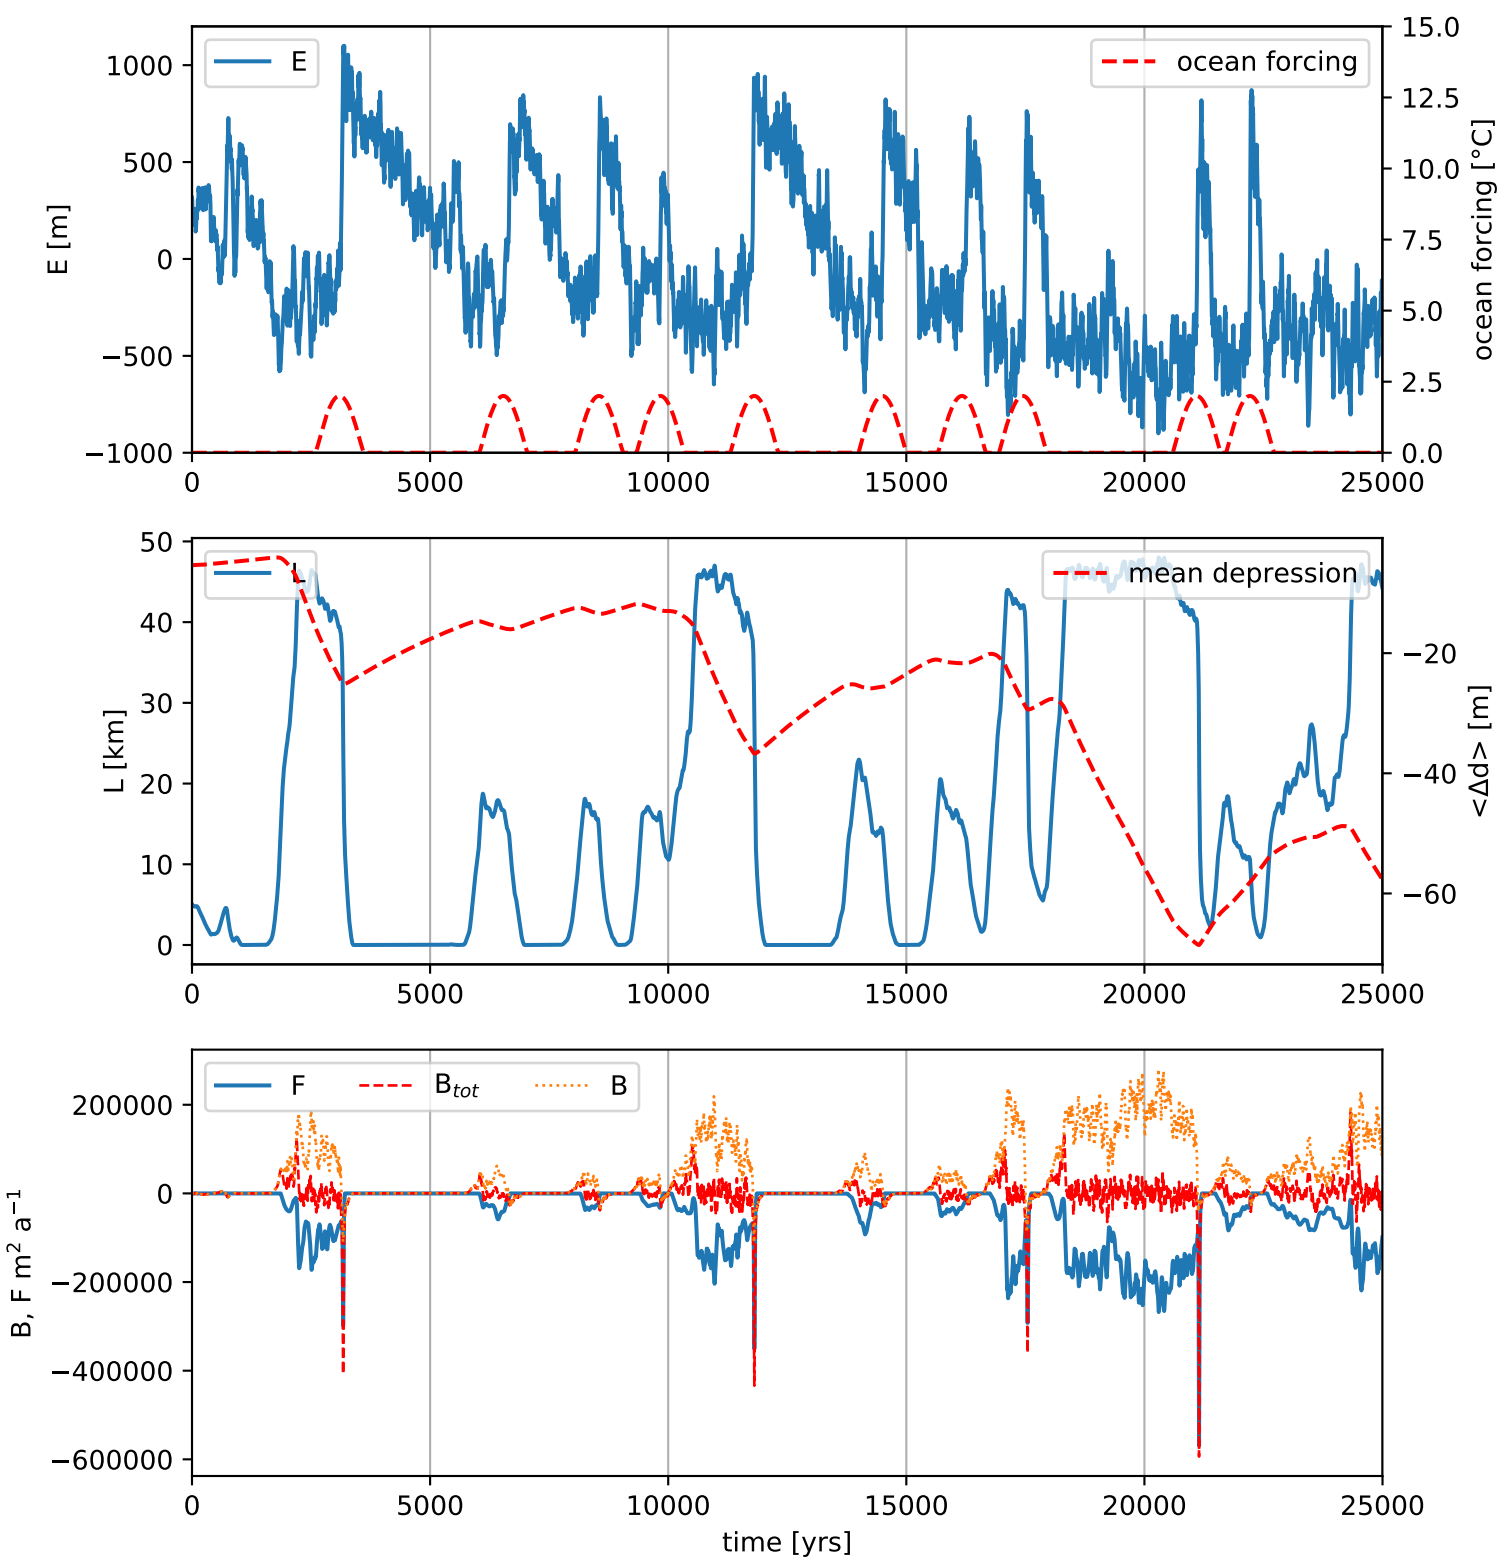 E
ocean forcing
1000
500
0
−500
−1000
E [m]
15.0
12.5
10.0
7.5
5.0
2.5
0.0
ocean forcing [°C]
0 5000 10000 15000 20000 25000
L
mean depression
50
40
30
20
10
0
L [km]
−20
−40
−60
<Δd> [m]
0 5000 10000 15000 20000 25000
F B_tot B
200000
0
−200000
−400000
−600000
B, F m² a⁻¹
0 5000 10000 15000 20000 25000
time [yrs]